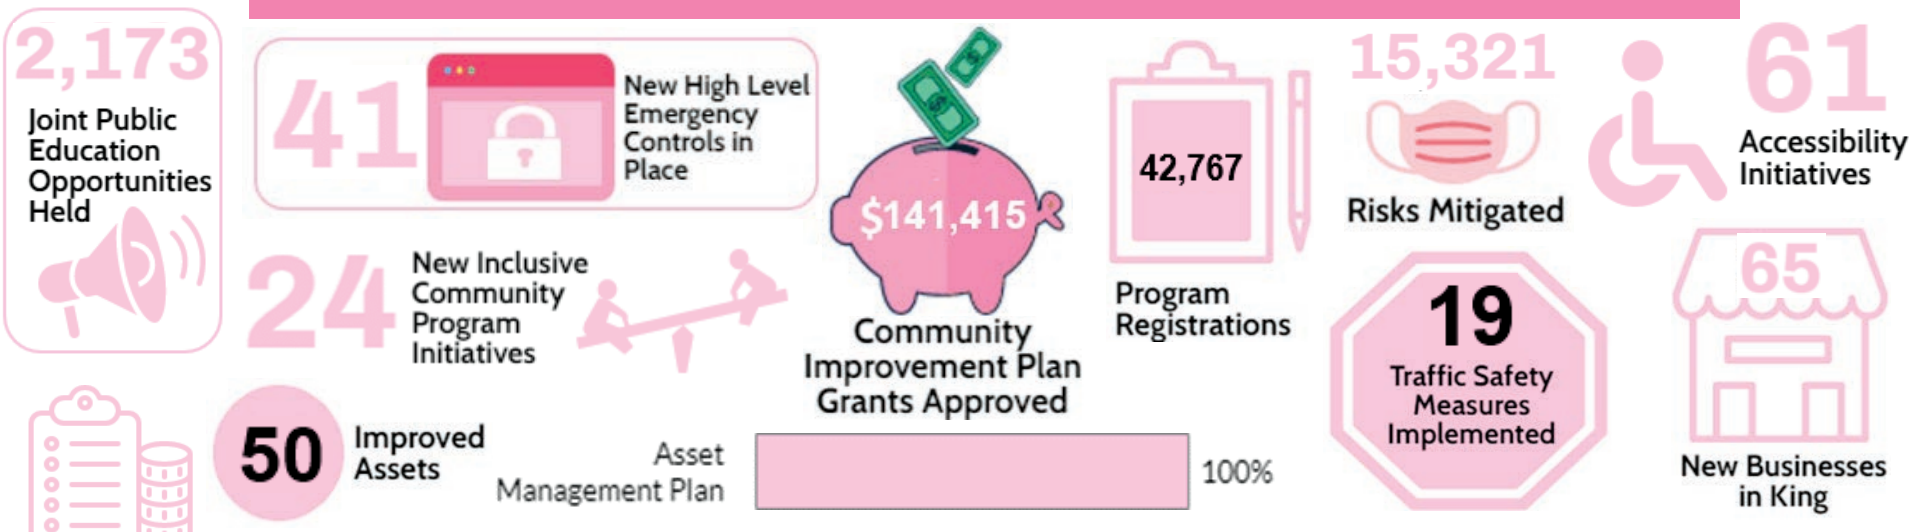 2,173
Joint Public
Education
Opportunities
Held
41
New High Level
Emergency
Controls in
Place
24
New Inclusive
Community
Program
Initiatives
50
Improved
Assets
$141,415
Community
Improvement Plan
Grants Approved
Asset
Management Plan
100%
42,767
Program
Registrations
15,321
Risks Mitigated
19
Traffic Safety
Measures
Implemented
61
Accessibility
Initiatives
65
New Businesses
in King